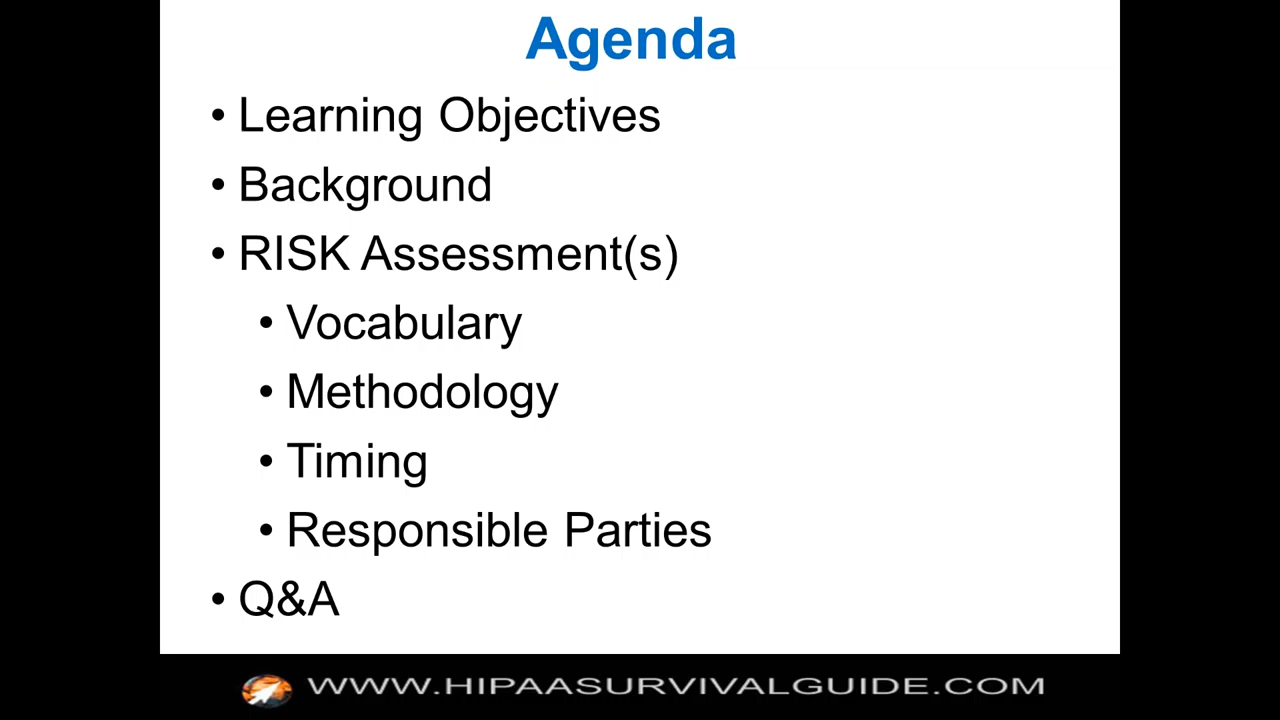 Agenda
• Learning Objectives
• Background
• RISK Assessment(s)
• Vocabulary
• Methodology
• Timing
• Responsible Parties
• Q&A
WWW.HIPAASURVIVALGUIDE.COM